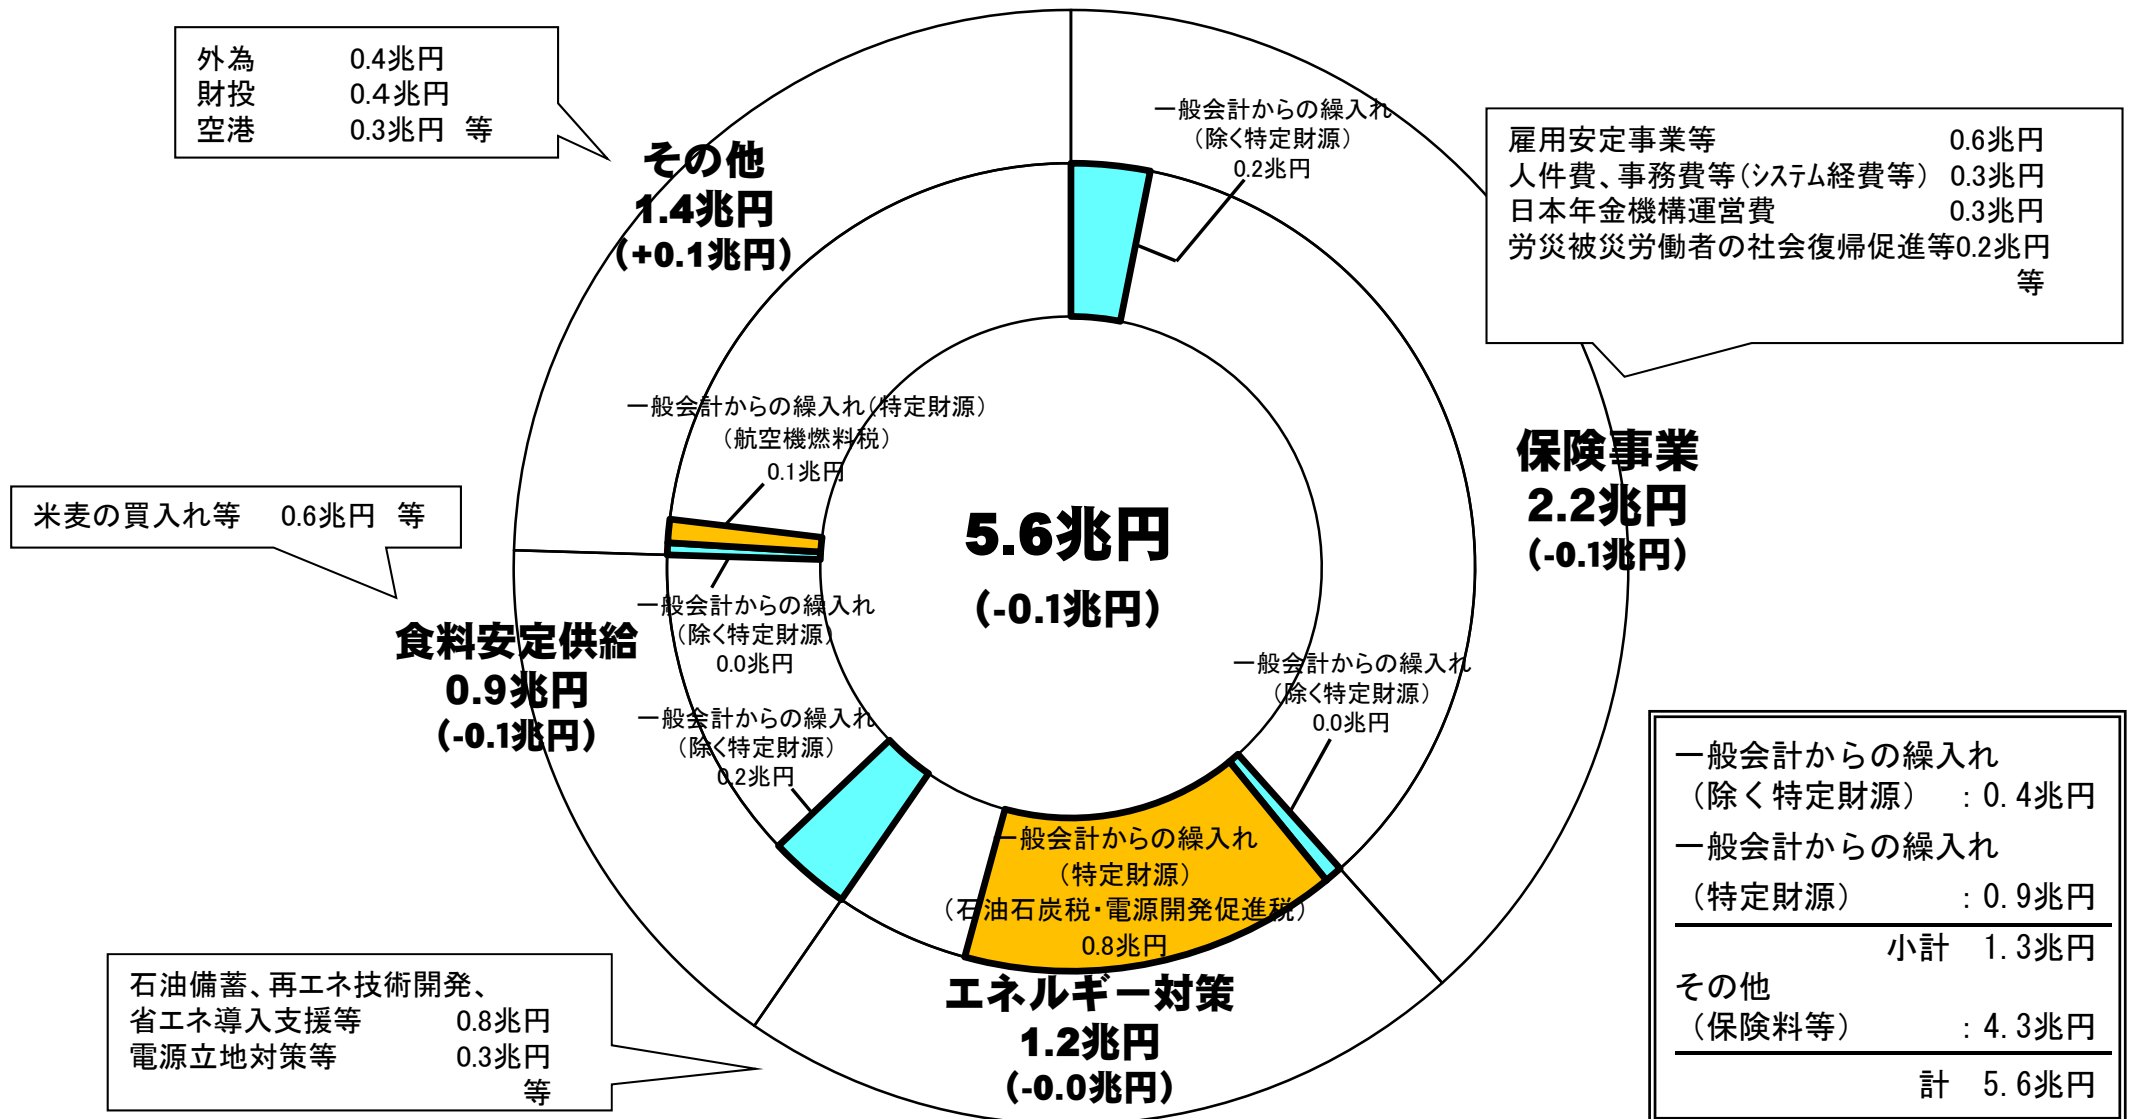 外為 0.4兆円
財投 0.4兆円
空港 0.3兆円 等
その他
1.4兆円
(+0.1兆円)
一般会計からの繰入れ
(除く特定財源)
0.2兆円
雇用安定事業等 0.6兆円
人件費、事務費等(システム経費等) 0.3兆円
日本年金機構運営費 0.3兆円
労災被災労働者の社会復帰促進等0.2兆円
等
一般会計からの繰入れ(特定財源)
(航空機燃料税)
0.1兆円
保険事業
2.2兆円
(-0.1兆円)
5.6兆円
(-0.1兆円)
米麦の買入れ等 0.6兆円 等
食料安定供給
0.9兆円
(-0.1兆円)
一般会計からの繰入れ
(除く特定財源)
0.0兆円
一般会計からの繰入れ
(除く特定財源)
0.2兆円
一般会計からの繰入れ
(除く特定財源)
0.0兆円
一般会計からの繰入れ
(特定財源)
(石油石炭税・電源開発促進税)
0.8兆円
エネルギー対策
1.2兆円
(-0.0兆円)
石油備蓄、再エネ技術開発、
省エネ導入支援等 0.8兆円
電源立地対策等 0.3兆円
等
一般会計からの繰入れ
(除く特定財源) : 0.4兆円
一般会計からの繰入れ
(特定財源) : 0.9兆円
小計 1.3兆円
その他
(保険料等) : 4.3兆円
計 5.6兆円